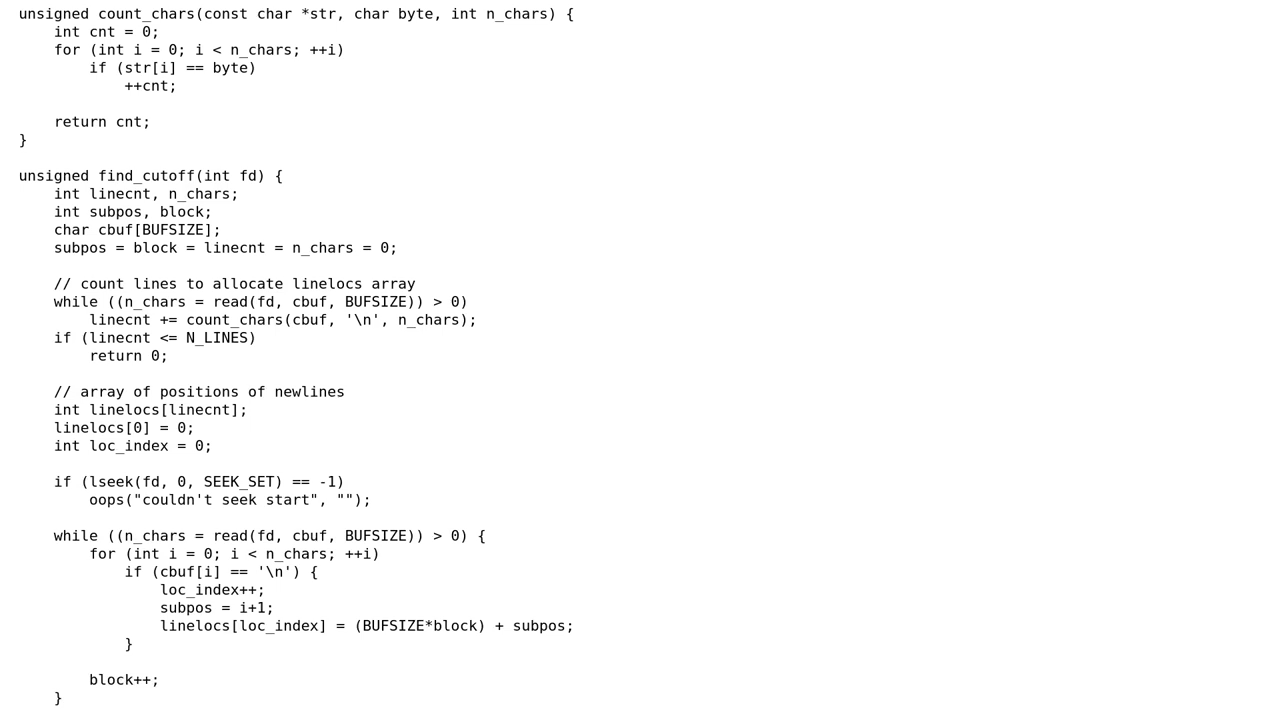 unsigned count_chars(const char *str, char byte, int n_chars) {
    int cnt = 0;
    for (int i = 0; i < n_chars; ++i)
        if (str[i] == byte)
            ++cnt;

    return cnt;
}

unsigned find_cutoff(int fd) {
    int linecnt, n_chars;
    int subpos, block;
    char cbuf[BUFSIZE];
    subpos = block = linecnt = n_chars = 0;

    // count lines to allocate linelocs array
    while ((n_chars = read(fd, cbuf, BUFSIZE)) > 0)
        linecnt += count_chars(cbuf, '\n', n_chars);
    if (linecnt <= N_LINES)
        return 0;

    // array of positions of newlines
    int linelocs[linecnt];
    linelocs[0] = 0;
    int loc_index = 0;

    if (lseek(fd, 0, SEEK_SET) == -1)
        oops("couldn't seek start", "");

    while ((n_chars = read(fd, cbuf, BUFSIZE)) > 0) {
        for (int i = 0; i < n_chars; ++i)
            if (cbuf[i] == '\n') {
                loc_index++;
                subpos = i+1;
                linelocs[loc_index] = (BUFSIZE*block) + subpos;
            }

        block++;
    }